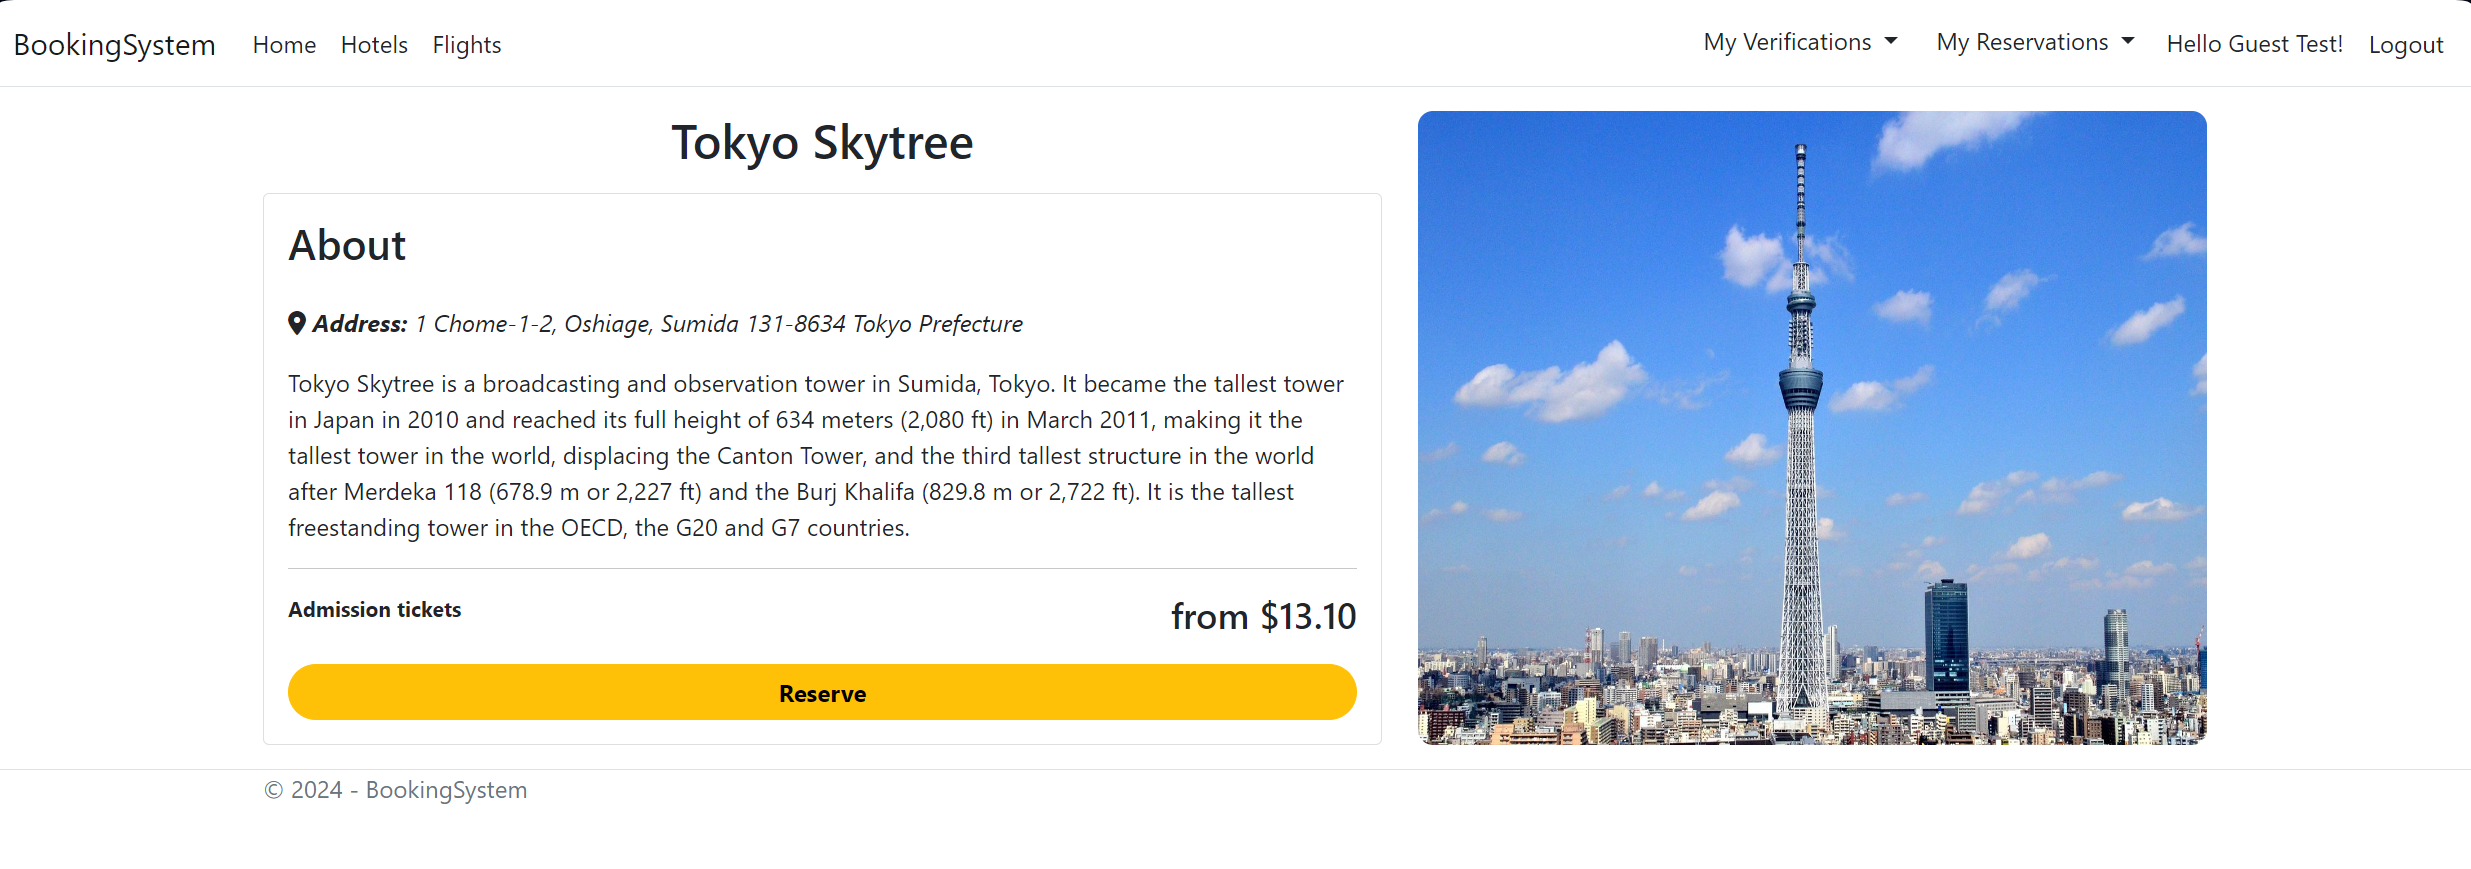 BookingSystem Home Hotels Flights My Verifications My Reservations Hello Guest Test! Logout
Tokyo Skytree
About
Address: 1 Chome-1-2, Oshiage, Sumida 131-8634 Tokyo Prefecture
Tokyo Skytree is a broadcasting and observation tower in Sumida, Tokyo. It became the tallest tower
in Japan in 2010 and reached its full height of 634 meters (2,080 ft) in March 2011, making it the
tallest tower in the world, displacing the Canton Tower, and the third tallest structure in the world
after Merdeka 118 (678.9 m or 2,227 ft) and the Burj Khalifa (829.8 m or 2,722 ft). It is the tallest
freestanding tower in the OECD, the G20 and G7 countries.
Admission tickets from $13.10
Reserve
© 2024 - BookingSystem